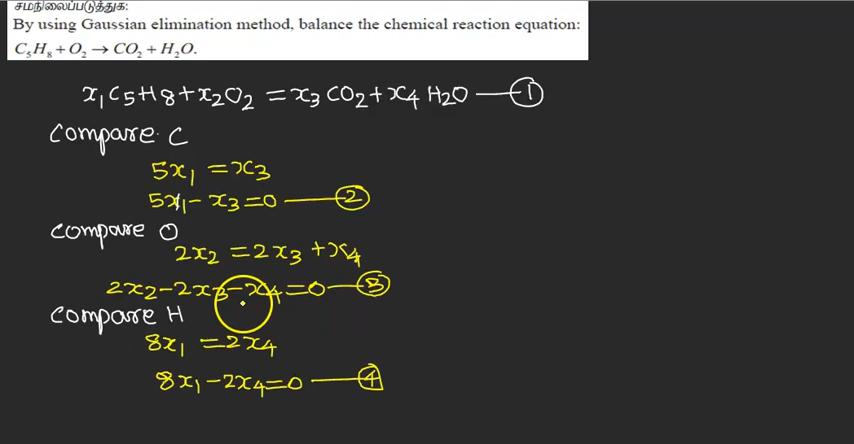 சமநிலைப்படுத்துக:
By using Gaussian elimination method, balance the chemical reaction equation:
C₅H₈ + O₂ → CO₂ + H₂O.
x₁C5H8 + x₂O₂ = x₃CO₂ + x₄H₂O —— ①
Compare C
5x₁ = x₃
5x₁ - x₃ = 0 —— ②
Compare O
2x₂ = 2x₃ + x₄
2x₂ - 2x₃ - x₄ = 0 —— ③
Compare H
8x₁ = 2x₄
8x₁ - 2x₄ = 0 —— ④